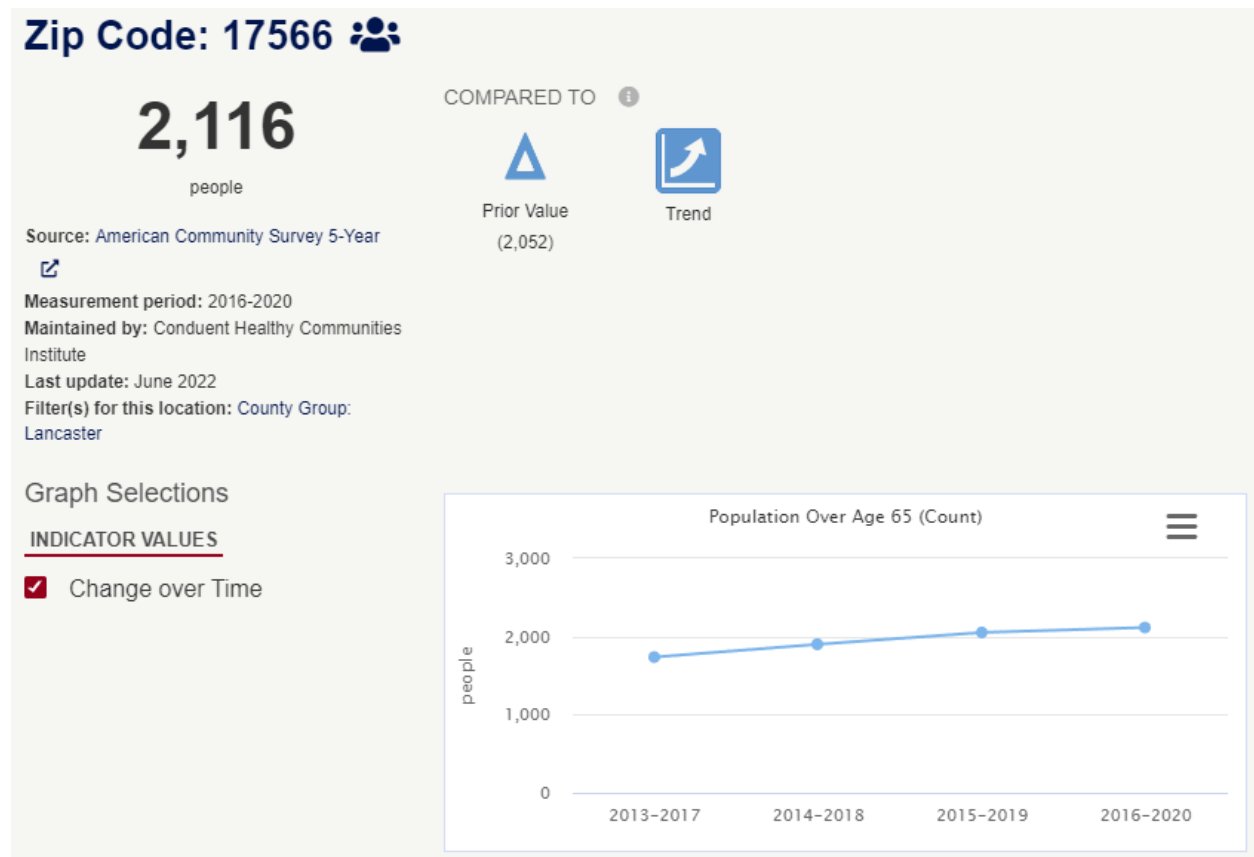 Zip Code: 17566
2,116
people
Source: American Community Survey 5-Year
Measurement period: 2016-2020
Maintained by: Conduent Healthy Communities
Institute
Last update: June 2022
Filter(s) for this location: County Group:
Lancaster
COMPARED TO
Prior Value
(2,052)
Trend
Graph Selections
INDICATOR VALUES
Change over Time
Population Over Age 65 (Count)
3,000
2,000
1,000
0
people
2013-2017 2014-2018 2015-2019 2016-2020